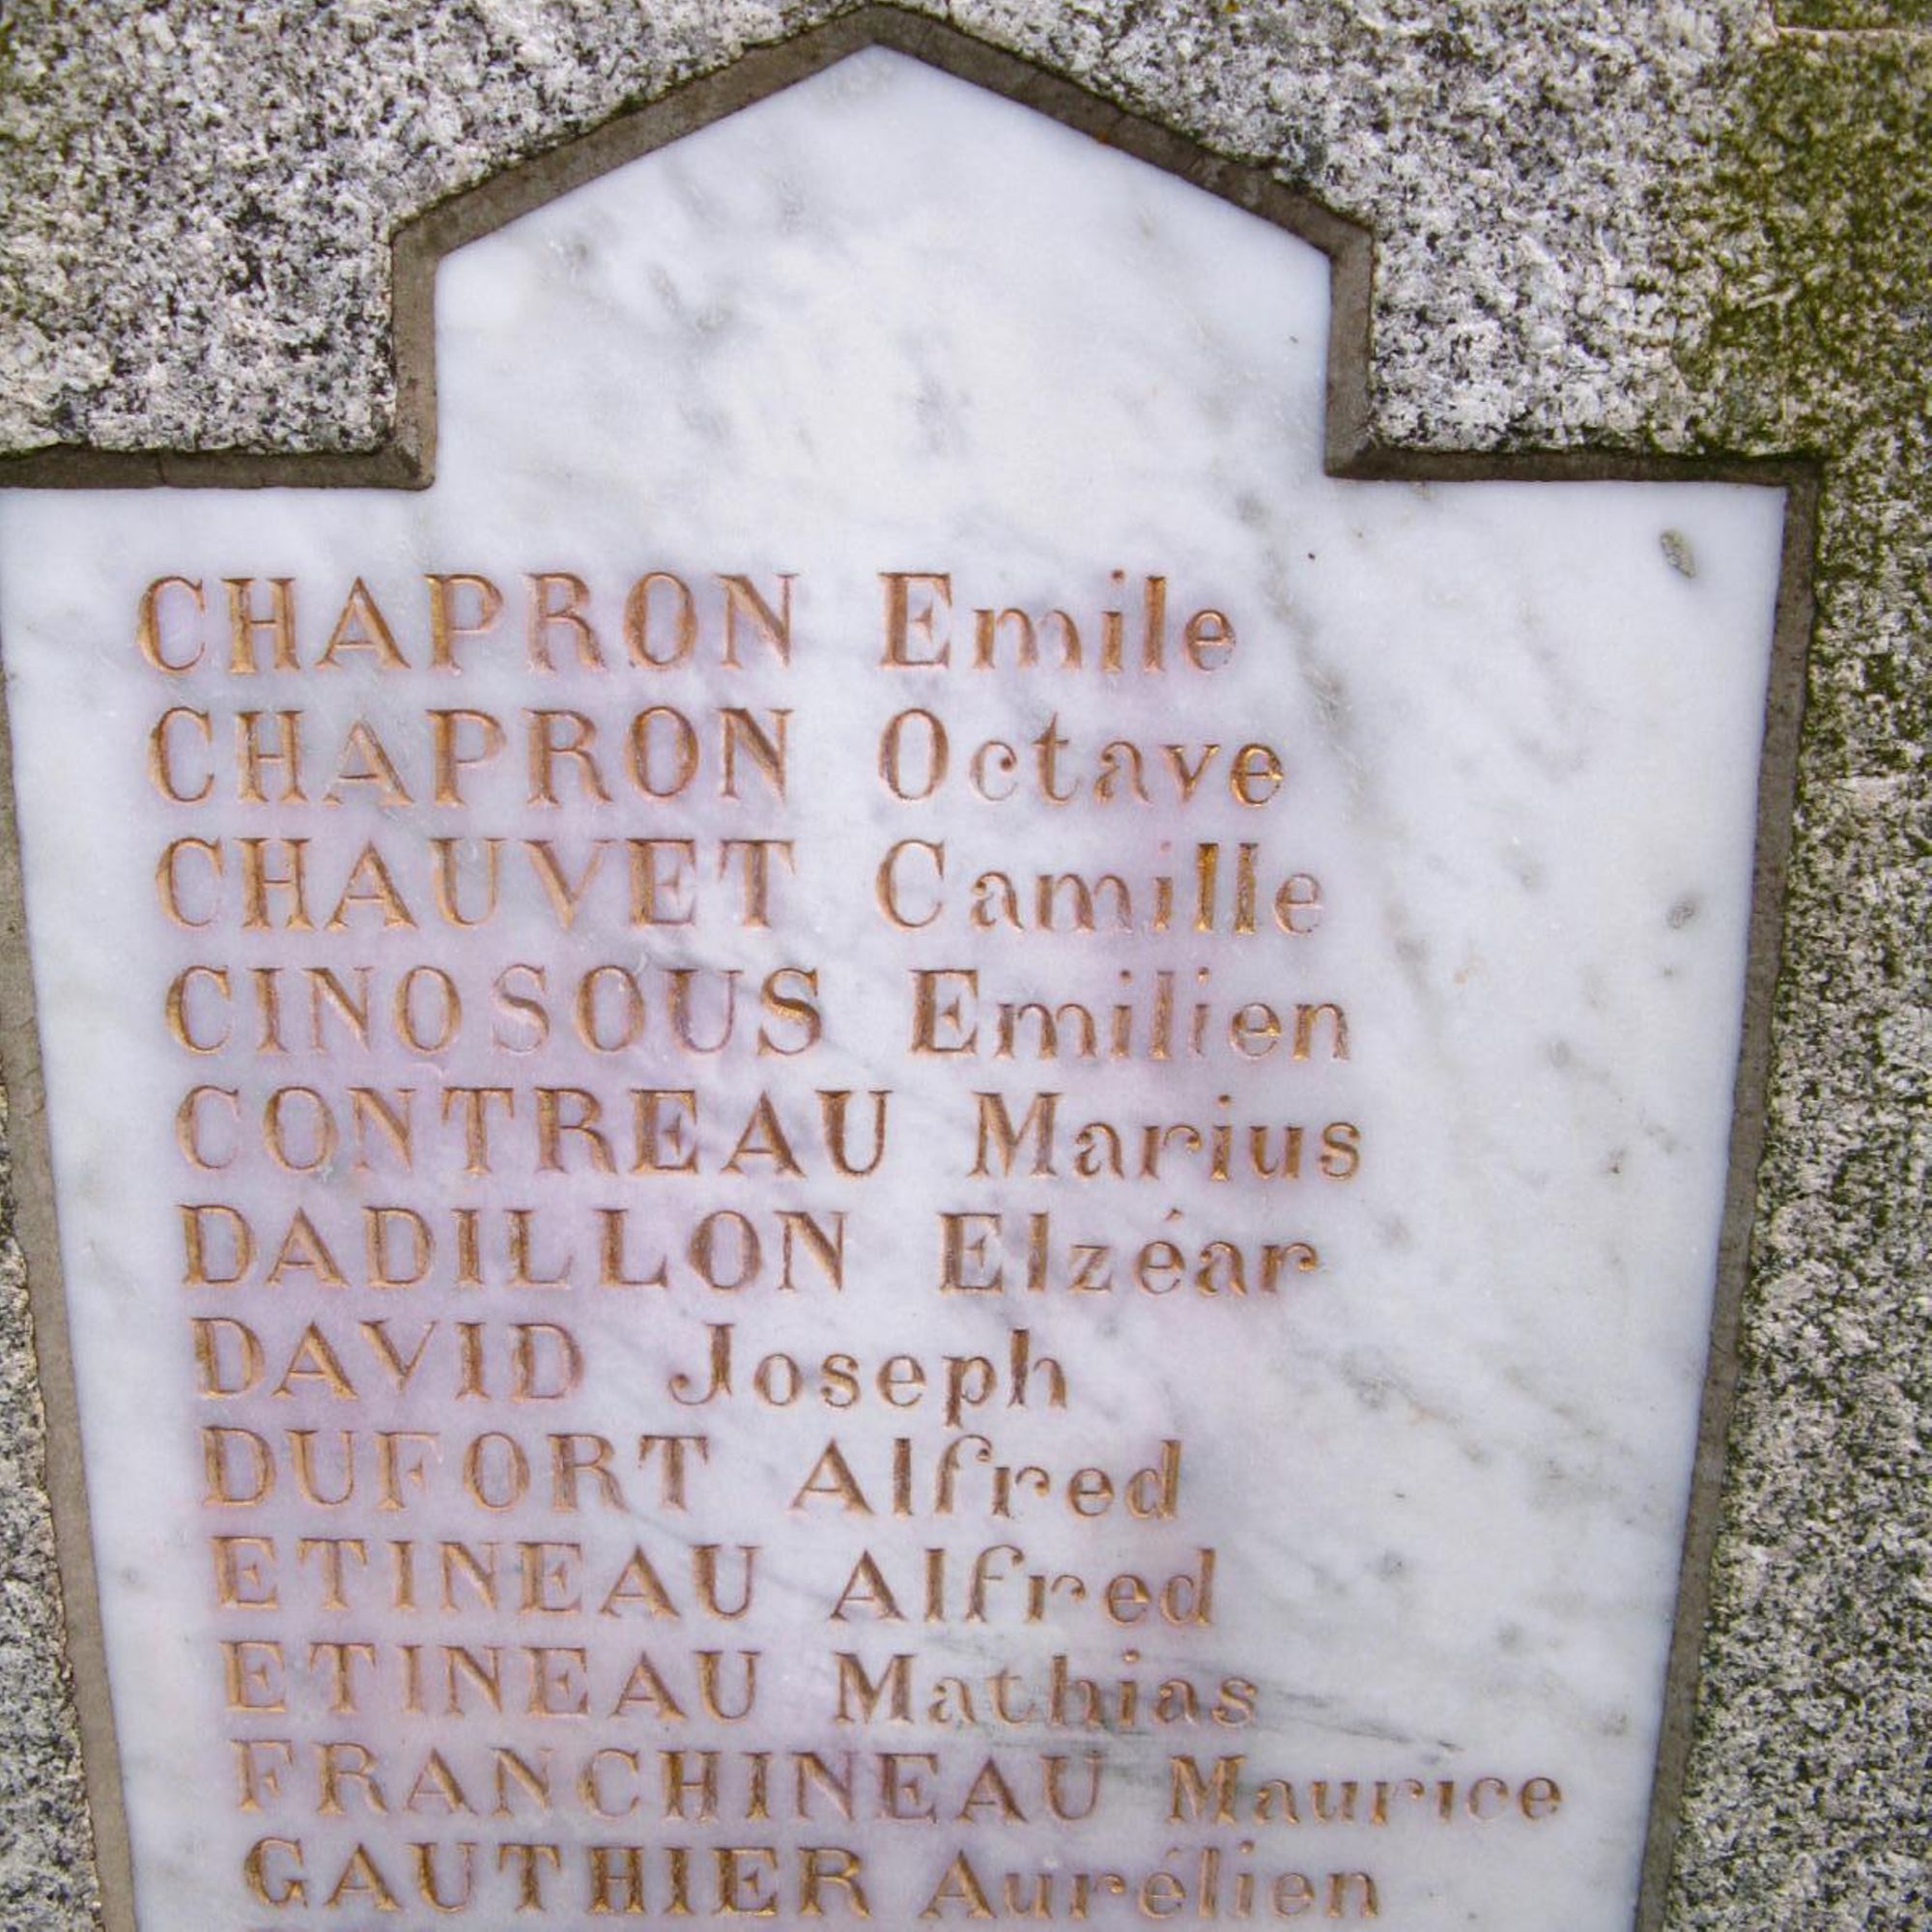 CHAPRON Emile
CHAPRON Octave
CHAUVET Camille
CINOSOUS Emilien
CONTREAU Marius
DADILLON Elzéar
DAVID Joseph
DUFORT Alfred
ETINEAU Alfred
ETINEAU Mathias
FRANCHINEAU Maurice
GAUTHIER Aurélien